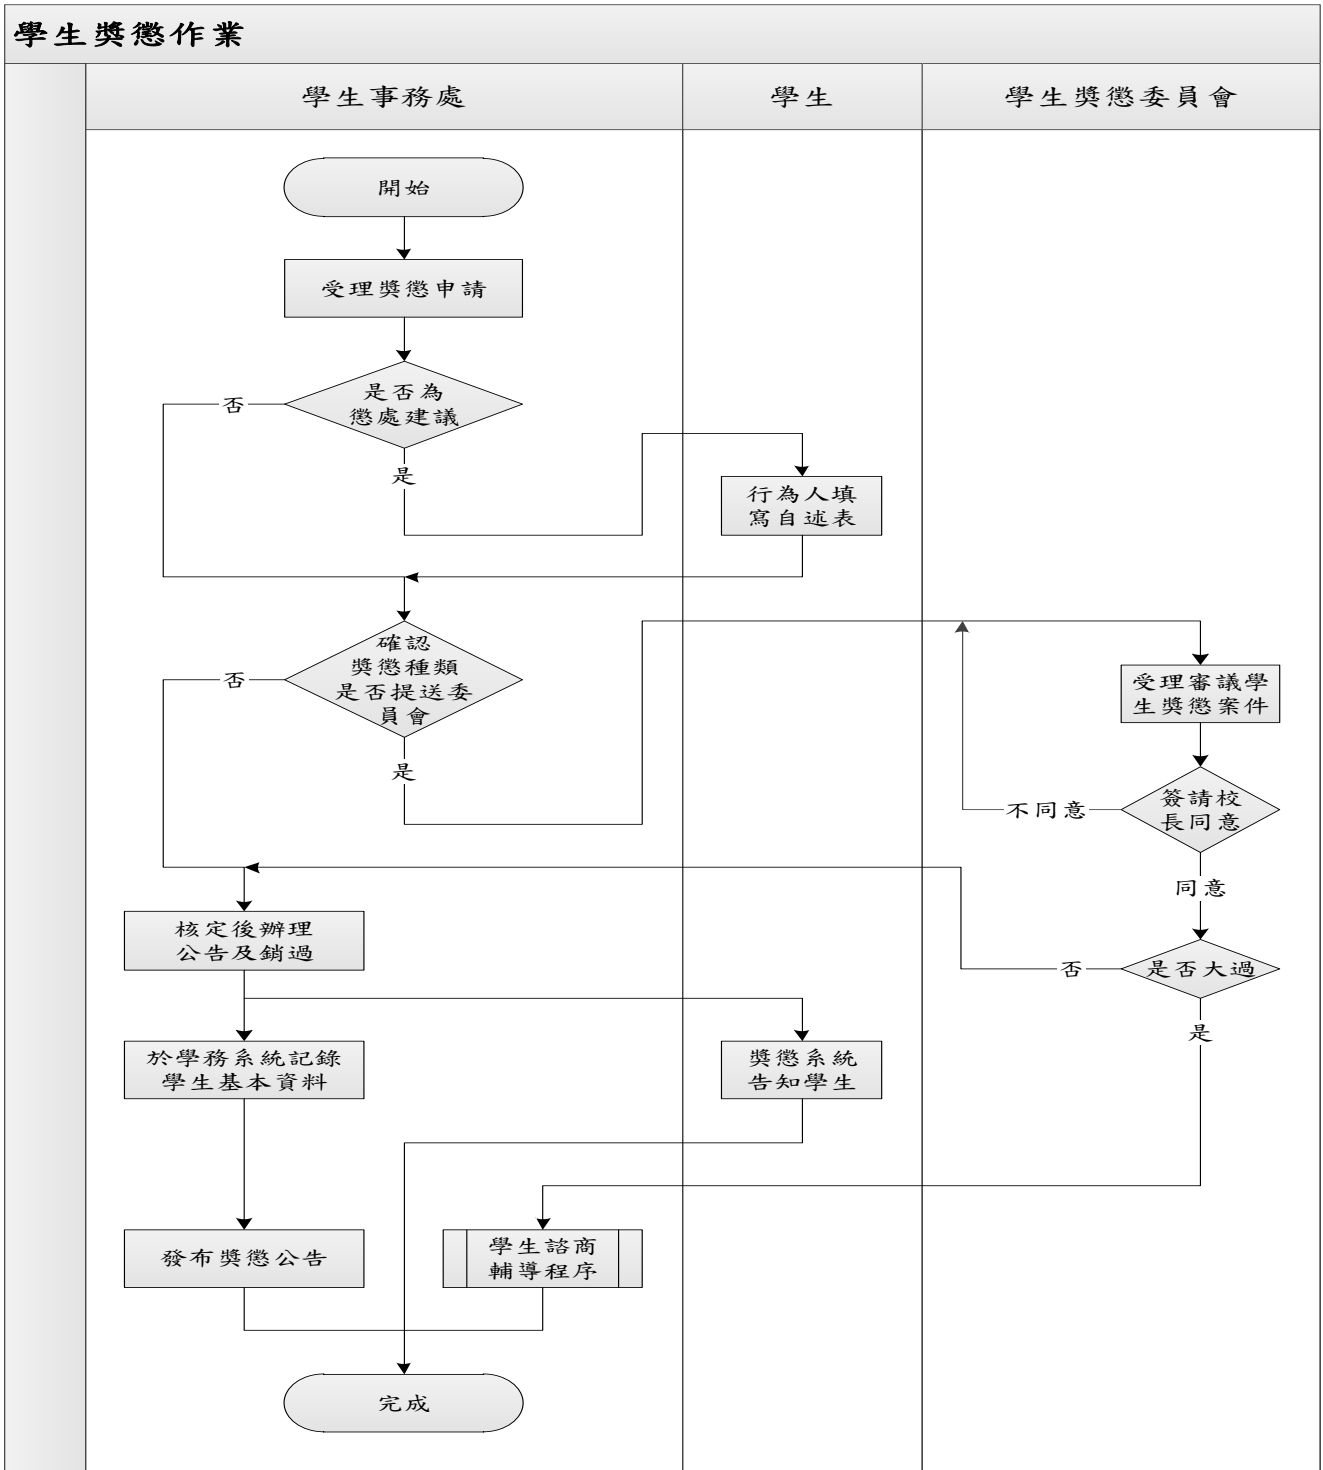 學生獎懲作業
學生事務處
學生
學生獎懲委員會
開始
受理獎懲申請
是否為
懲處建議
否
是
行為人填
寫自述表
確認
獎懲種類
是否提送委
員會
否
是
受理審議學
生獎懲案件
簽請校
長同意
不同意
同意
核定後辦理
公告及銷過
是否大過
否
是
於學務系統記錄
學生基本資料
獎懲系統
告知學生
發布獎懲公告
學生諮商
輔導程序
完成